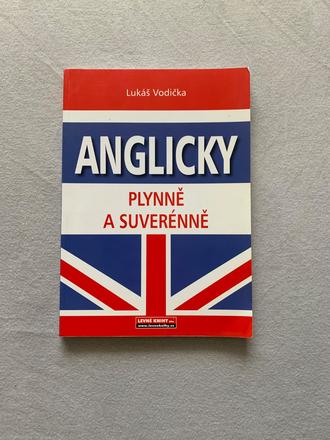 Lukáš Vodička
ANGLICKY
PLYNNĚ
A SUVERÉNNĚ
LEVNÉ KNIHY
www.levneknihy.cz